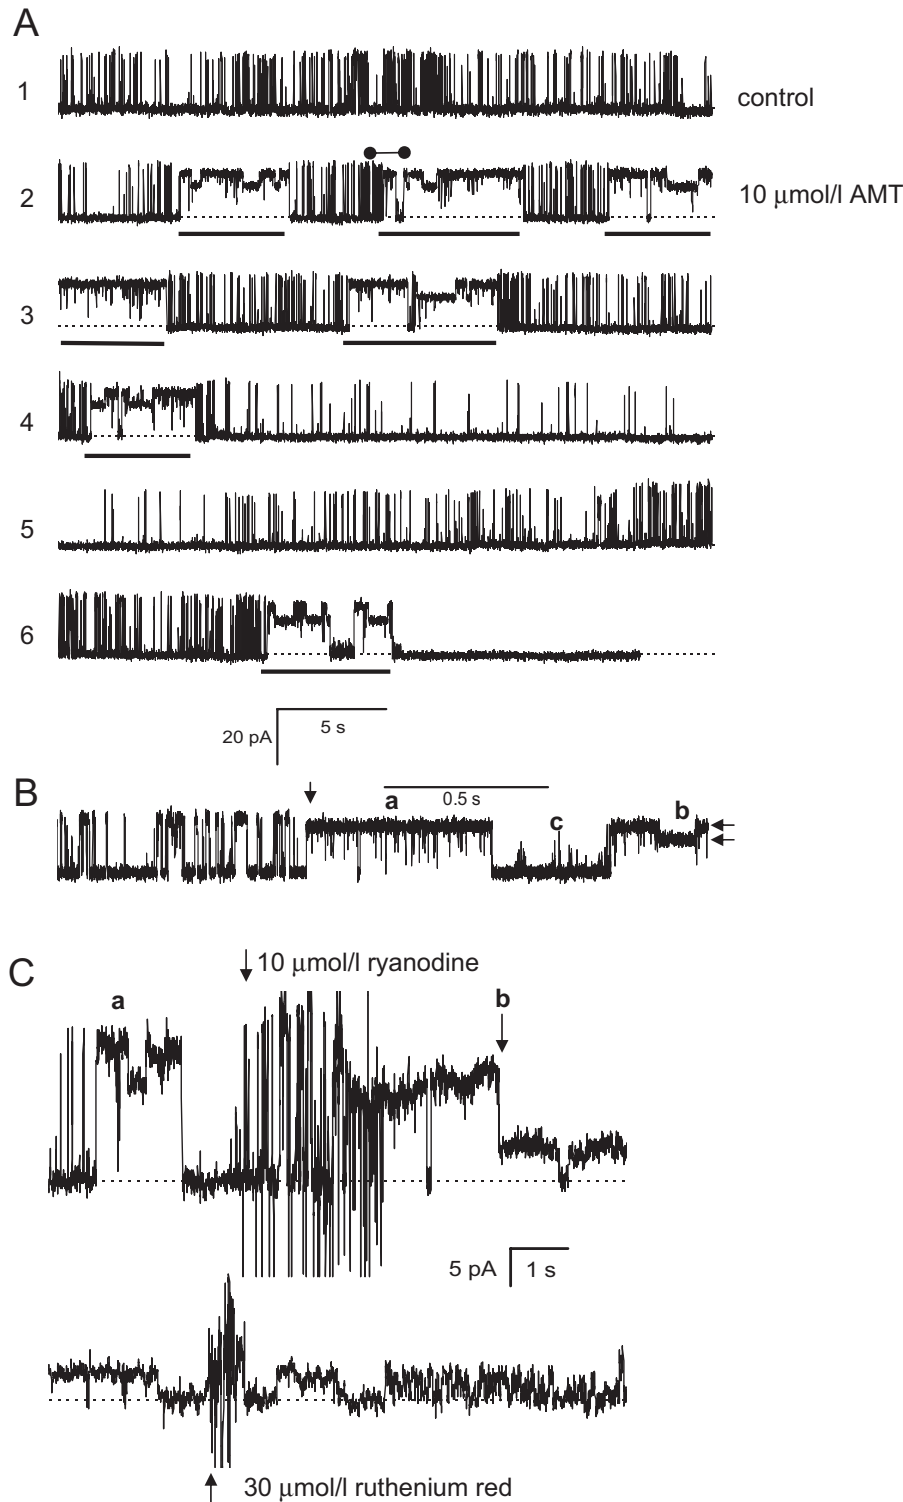 A
1
control
2
10 μmol/l AMT
3
4
5
6
20 pA
5 s
B
0.5 s
a
c
b
C
10 μmol/l ryanodine
a
b
5 pA
1 s
30 μmol/l ruthenium red